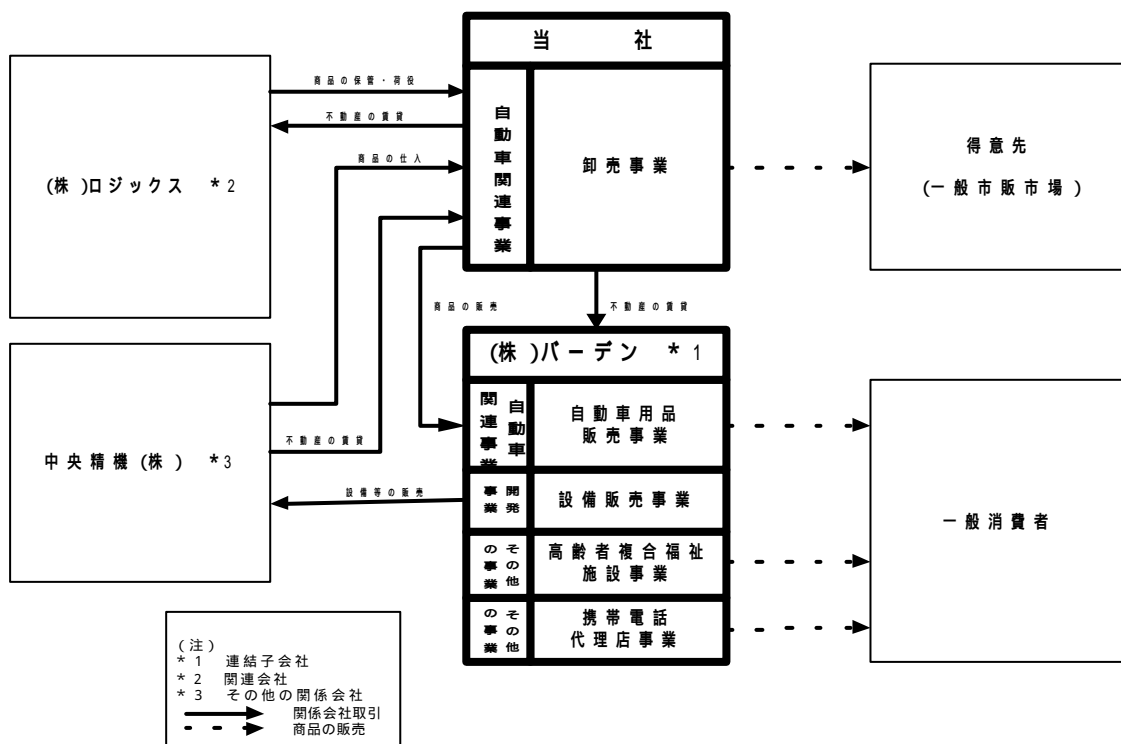 当社
商品の保管・荷役
不動産の賃貸
商品の仕入
自動車関連事業
卸売事業
得意先
(一般市販市場)
(株)ロジックス *2
商品の販売
不動産の賃貸
(株)バーデン *1
自動車
関連事業
自動車用品
販売事業
不動産の賃貸
中央精機(株) *3
設備等の販売
開発
事業
設備販売事業
一般消費者
その他
の事業
高齢者複合福祉
施設事業
その他
の事業
携帯電話
代理店事業
(注)
*1 連結子会社
*2 関連会社
*3 その他の関係会社
関係会社取引
商品の販売